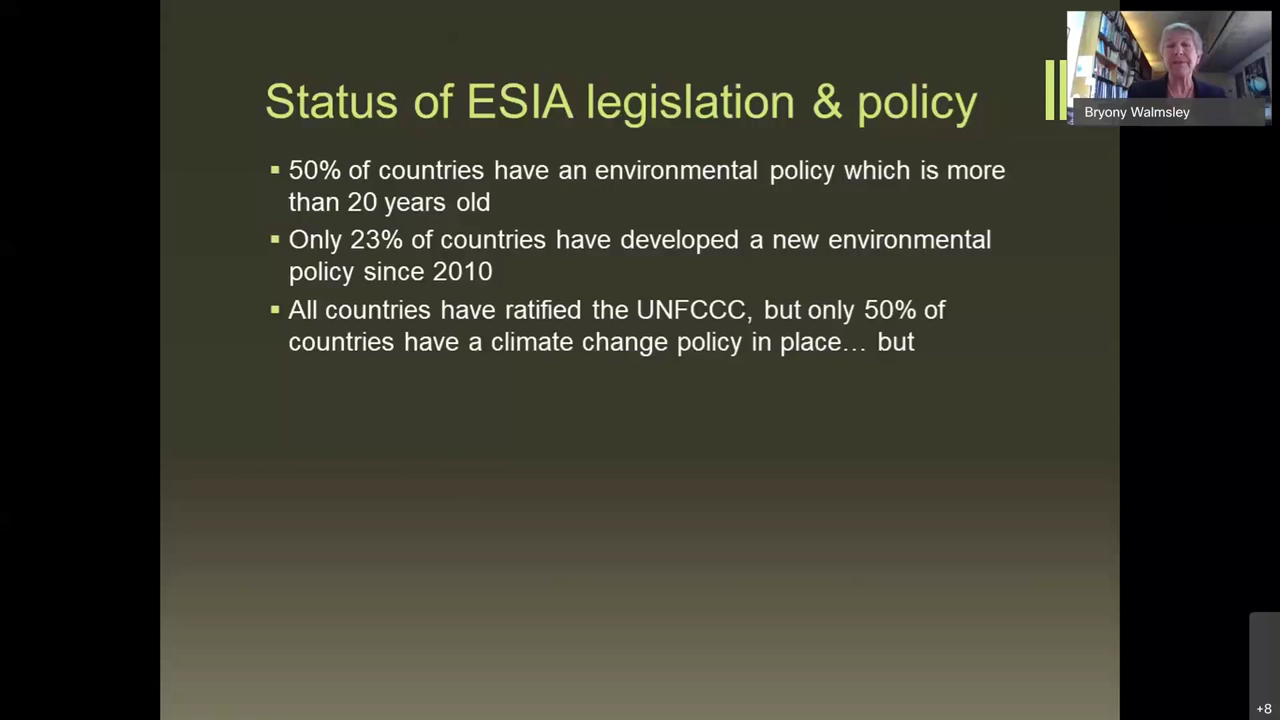 Status of ESIA legislation & policy
Bryony Walmsley
▪ 50% of countries have an environmental policy which is more
than 20 years old
▪ Only 23% of countries have developed a new environmental
policy since 2010
▪ All countries have ratified the UNFCCC, but only 50% of
countries have a climate change policy in place… but
+8